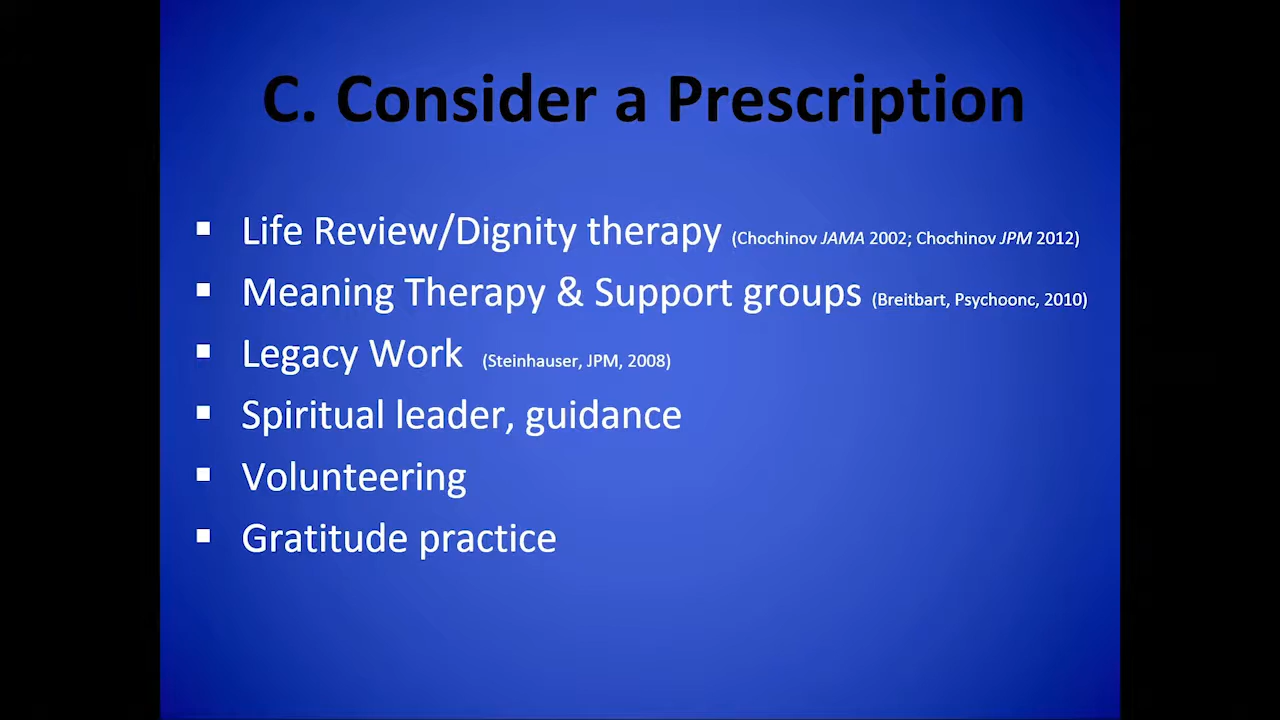 C. Consider a Prescription
▪ Life Review/Dignity therapy (Chochinov JAMA 2002; Chochinov JPM 2012)
▪ Meaning Therapy & Support groups (Breitbart, Psychoonc, 2010)
▪ Legacy Work (Steinhauser, JPM, 2008)
▪ Spiritual leader, guidance
▪ Volunteering
▪ Gratitude practice